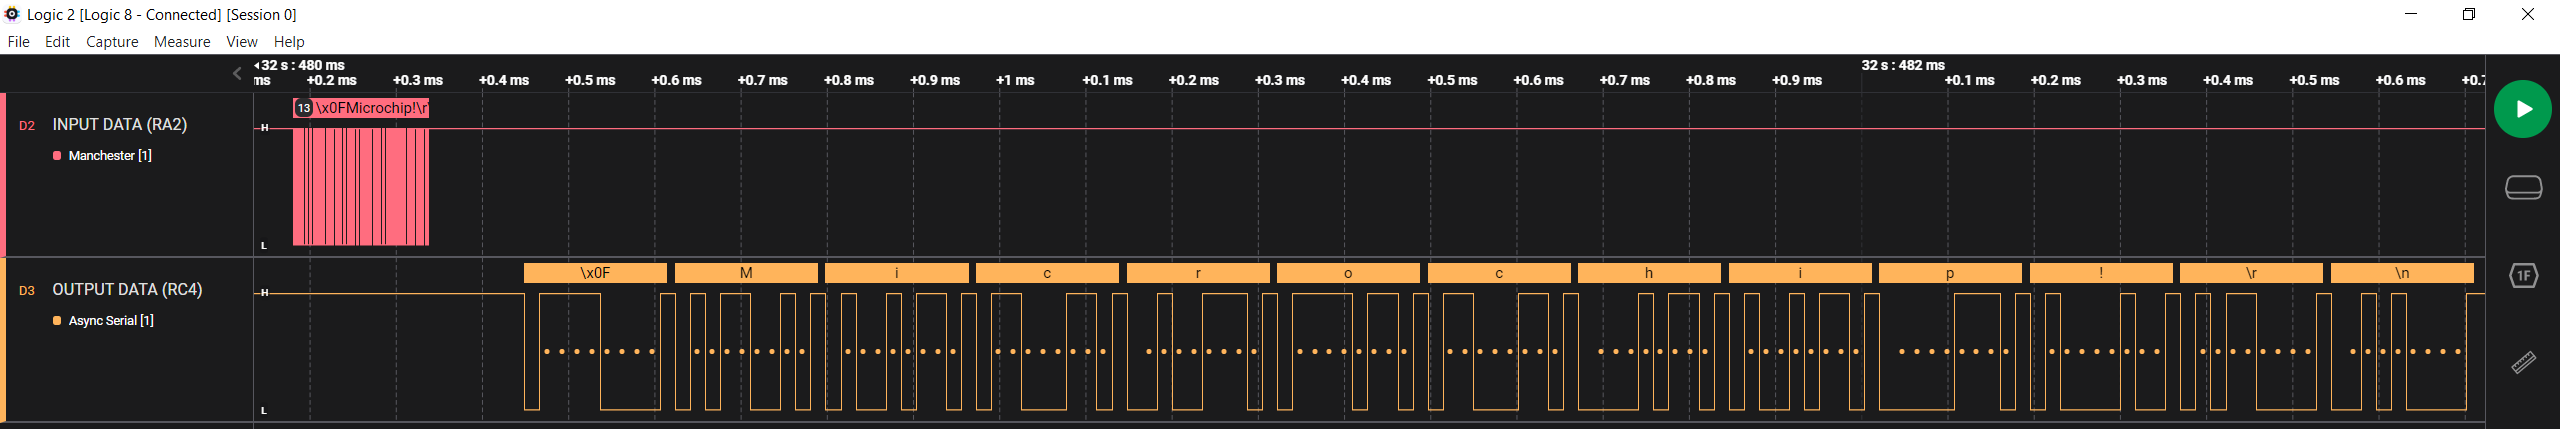 Logic 2 [Logic 8 - Connected] [Session 0]
File Edit Capture Measure View Help
32 s : 480 ms
32 s : 482 ms
ms +0.2 ms +0.3 ms +0.4 ms +0.5 ms +0.6 ms +0.7 ms +0.8 ms +0.9 ms +1 ms +0.1 ms +0.2 ms +0.3 ms +0.4 ms +0.5 ms +0.6 ms +0.7 ms +0.8 ms +0.9 ms +0.1 ms +0.2 ms +0.3 ms +0.4 ms +0.5 ms +0.6 ms +0.7
13 \x0FMicrochip!\r
D2 INPUT DATA (RA2)
H
Manchester [1]
L
\x0F M i c r o c h i p ! \r \n
D3 OUTPUT DATA (RC4)
H
Async Serial [1]
L
1F